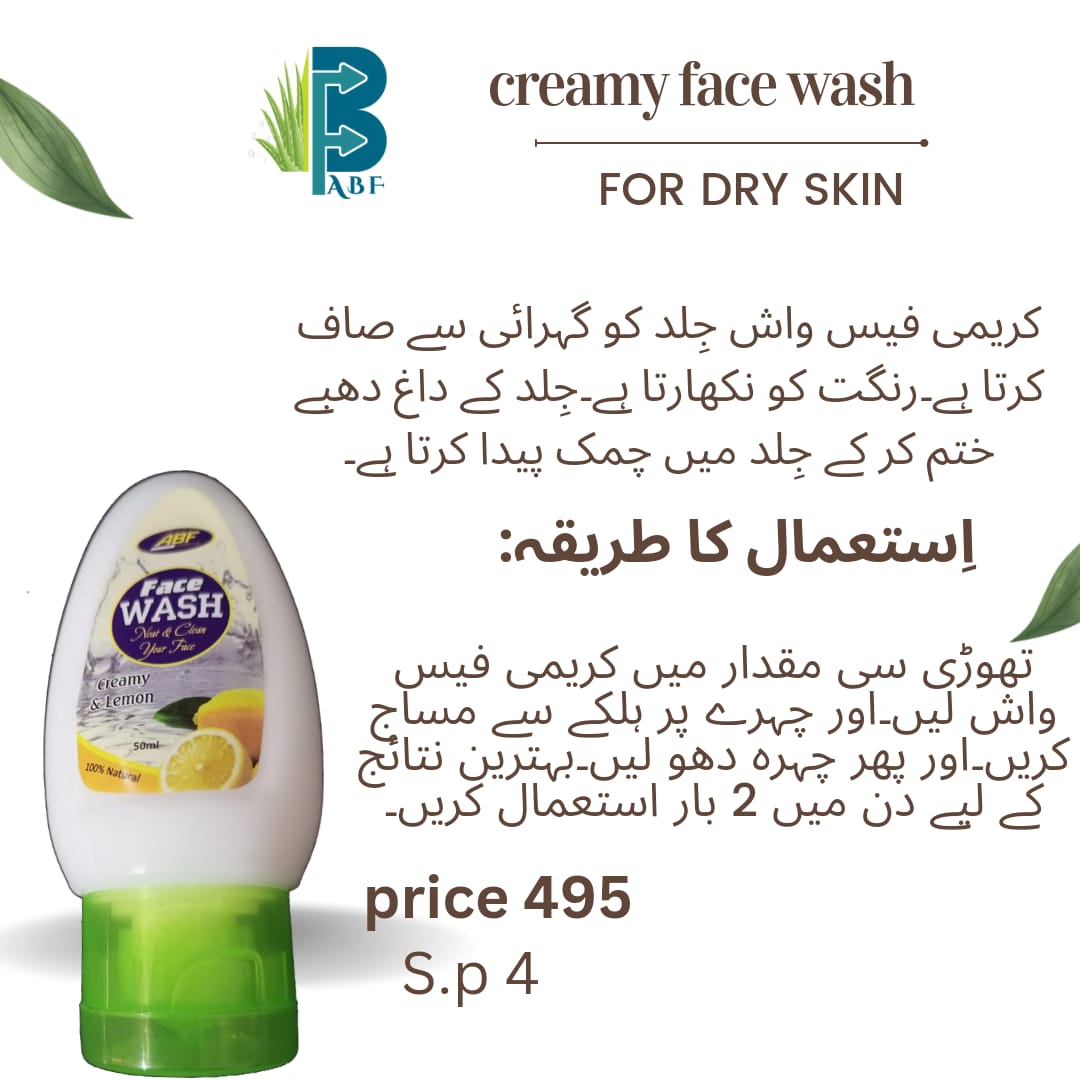 B
ABF
creamy face wash
FOR DRY SKIN
کریمی فیس واش جِلد کو گہرائی سے صاف
کرتا ہے۔رنگت کو نکھارتا ہے۔جِلد کے داغ دھبے
ختم کر کے جِلد میں چمک پیدا کرتا ہے۔
اِستعمال کا طریقہ:
تھوڑی سی مقدار میں کریمی فیس
واش لیں۔اور چہرے پر ہلکے سے مساج
کریں۔اور پھر چہرہ دھو لیں۔بہترین نتائج
کے لیے دن میں 2 بار استعمال کریں۔
ABF
Face
WASH
Neat & Clean
Your Face
Creamy
& Lemon
50ml
100% Natural
price 495
S.p 4